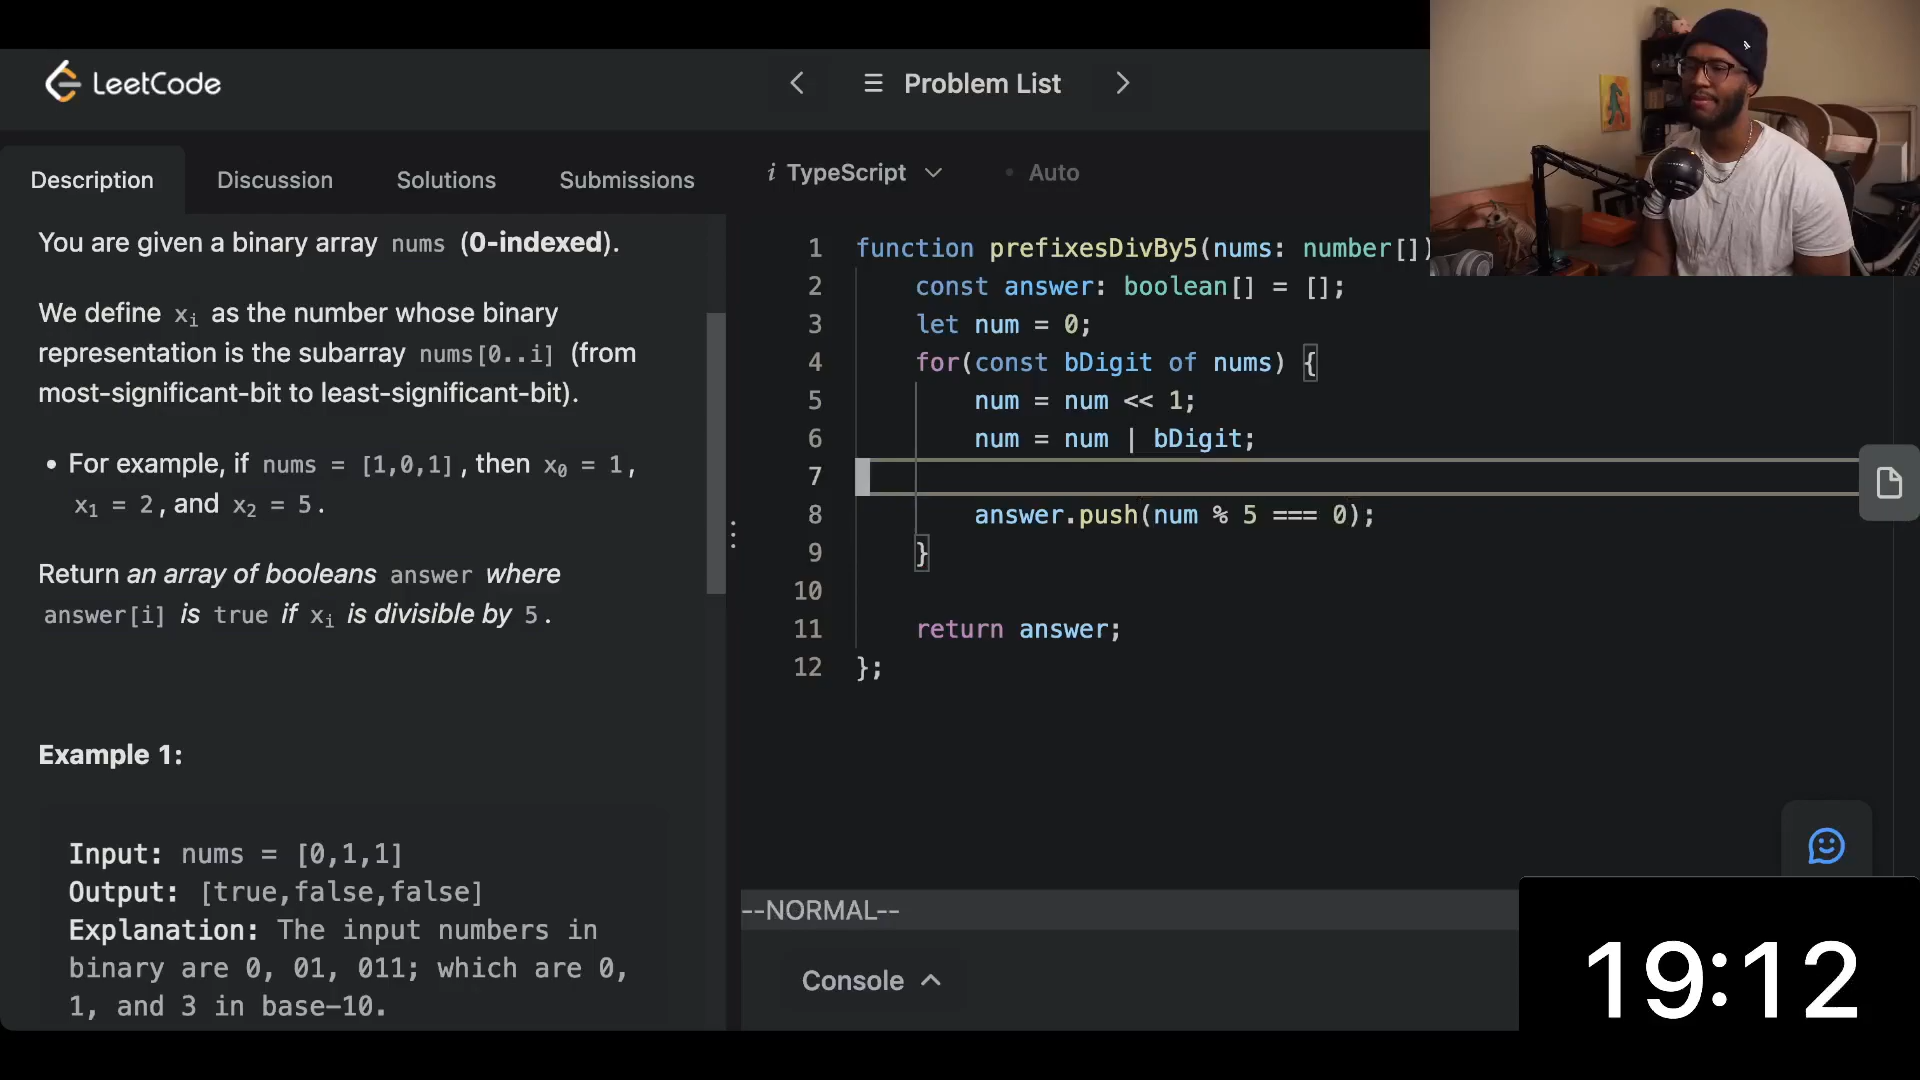 LeetCode
Problem List
Description
Discussion
Solutions
Submissions
You are given a binary array nums (0-indexed).
We define xi as the number whose binary
representation is the subarray nums[0..i] (from
most-significant-bit to least-significant-bit).
• For example, if nums = [1,0,1], then x0 = 1,
x1 = 2, and x2 = 5.
Return an array of booleans answer where
answer[i] is true if xi is divisible by 5.
Example 1:
Input: nums = [0,1,1]
Output: [true,false,false]
Explanation: The input numbers in
binary are 0, 01, 011; which are 0,
1, and 3 in base-10.
i TypeScript
• Auto
1 function prefixesDivBy5(nums: number[])
2 const answer: boolean[] = [];
3 let num = 0;
4 for(const bDigit of nums) {
5 num = num << 1;
6 num = num | bDigit;
7
8 answer.push(num % 5 === 0);
9 }
10
11 return answer;
12 };
--NORMAL--
Console
19:12